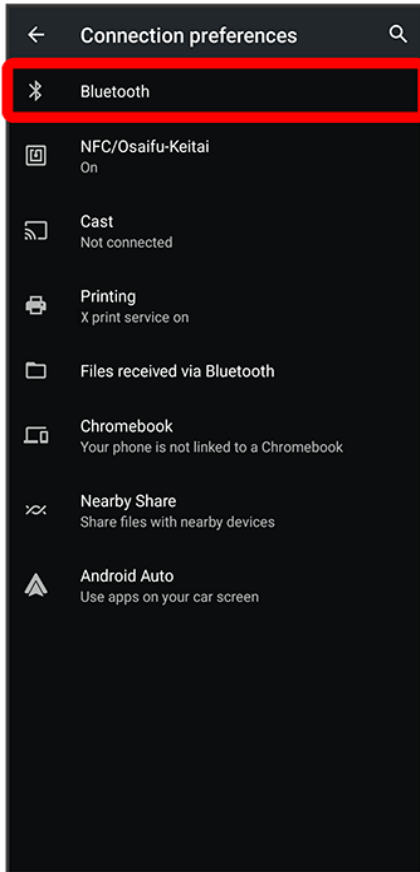 Connection preferences
Bluetooth
NFC/Osaifu-Keitai
On
Cast
Not connected
Printing
X print service on
Files received via Bluetooth
Chromebook
Your phone is not linked to a Chromebook
Nearby Share
Share files with nearby devices
Android Auto
Use apps on your car screen